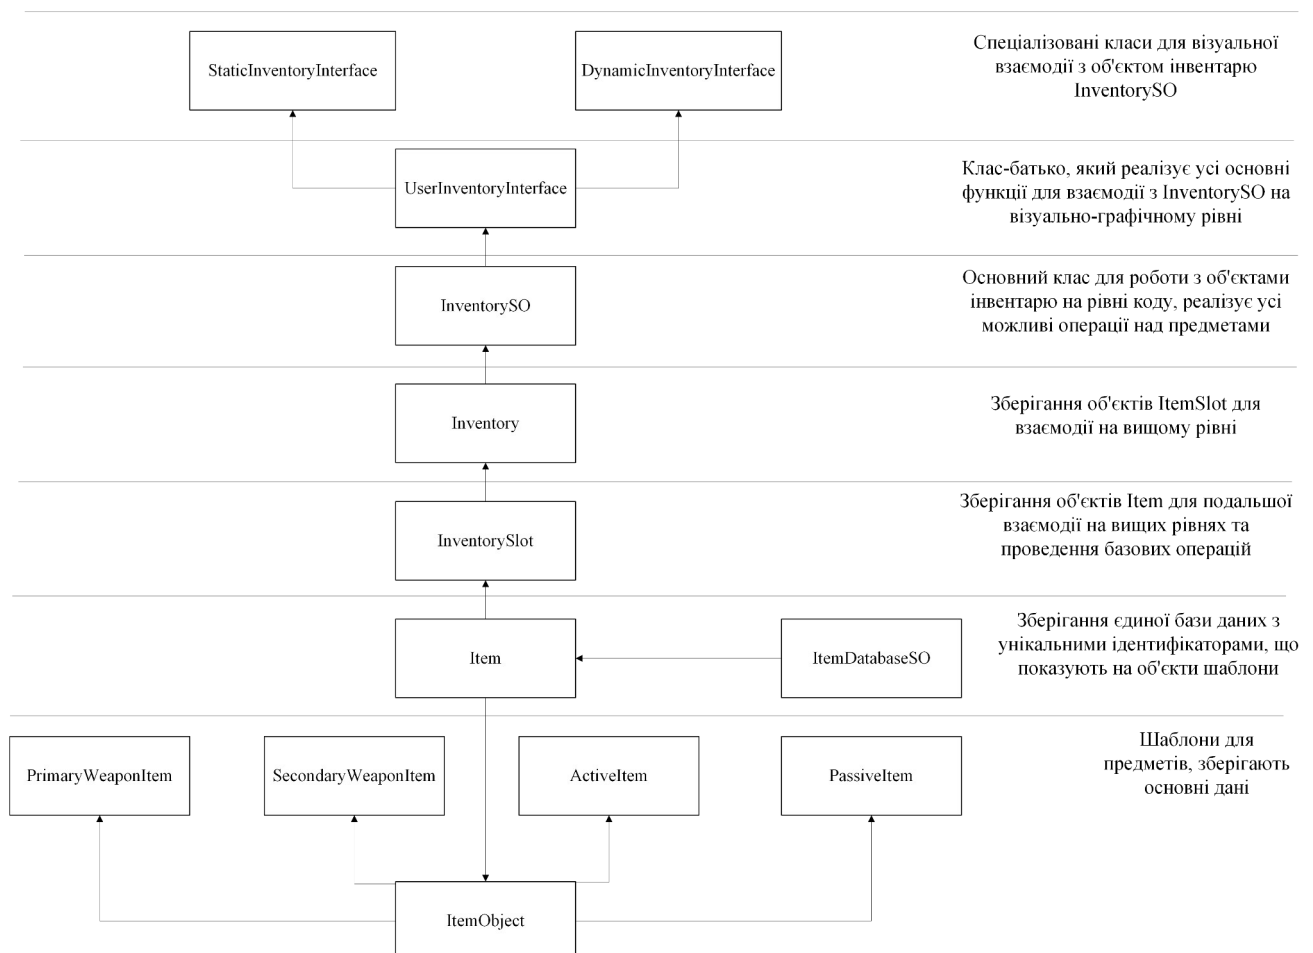 StaticInventoryInterface
DynamicInventoryInterface
Спеціалізовані класи для візуальної
взаємодії з об'єктом інвентарю
InventorySO
UserInventoryInterface
Клас-батько, який реалізує усі основні
функції для взаємодії з InventorySO на
візуально-графічному рівні
InventorySO
Основний клас для роботи з об'єктами
інвентарю на рівні коду, реалізує усі
можливі операції над предметами
Inventory
Зберігання об'єктів ItemSlot для
взаємодії на вищому рівні
InventorySlot
Зберігання об'єктів Item для подальшої
взаємодії на вищих рівнях та
проведення базових операцій
Item
ItemDatabaseSO
Зберігання єдиної бази даних з
унікальними ідентифікаторами, що
показують на об'єкти шаблони
PrimaryWeaponItem
SecondaryWeaponItem
ActiveItem
PassiveItem
Шаблони для
предметів, зберігають
основні дані
ItemObject